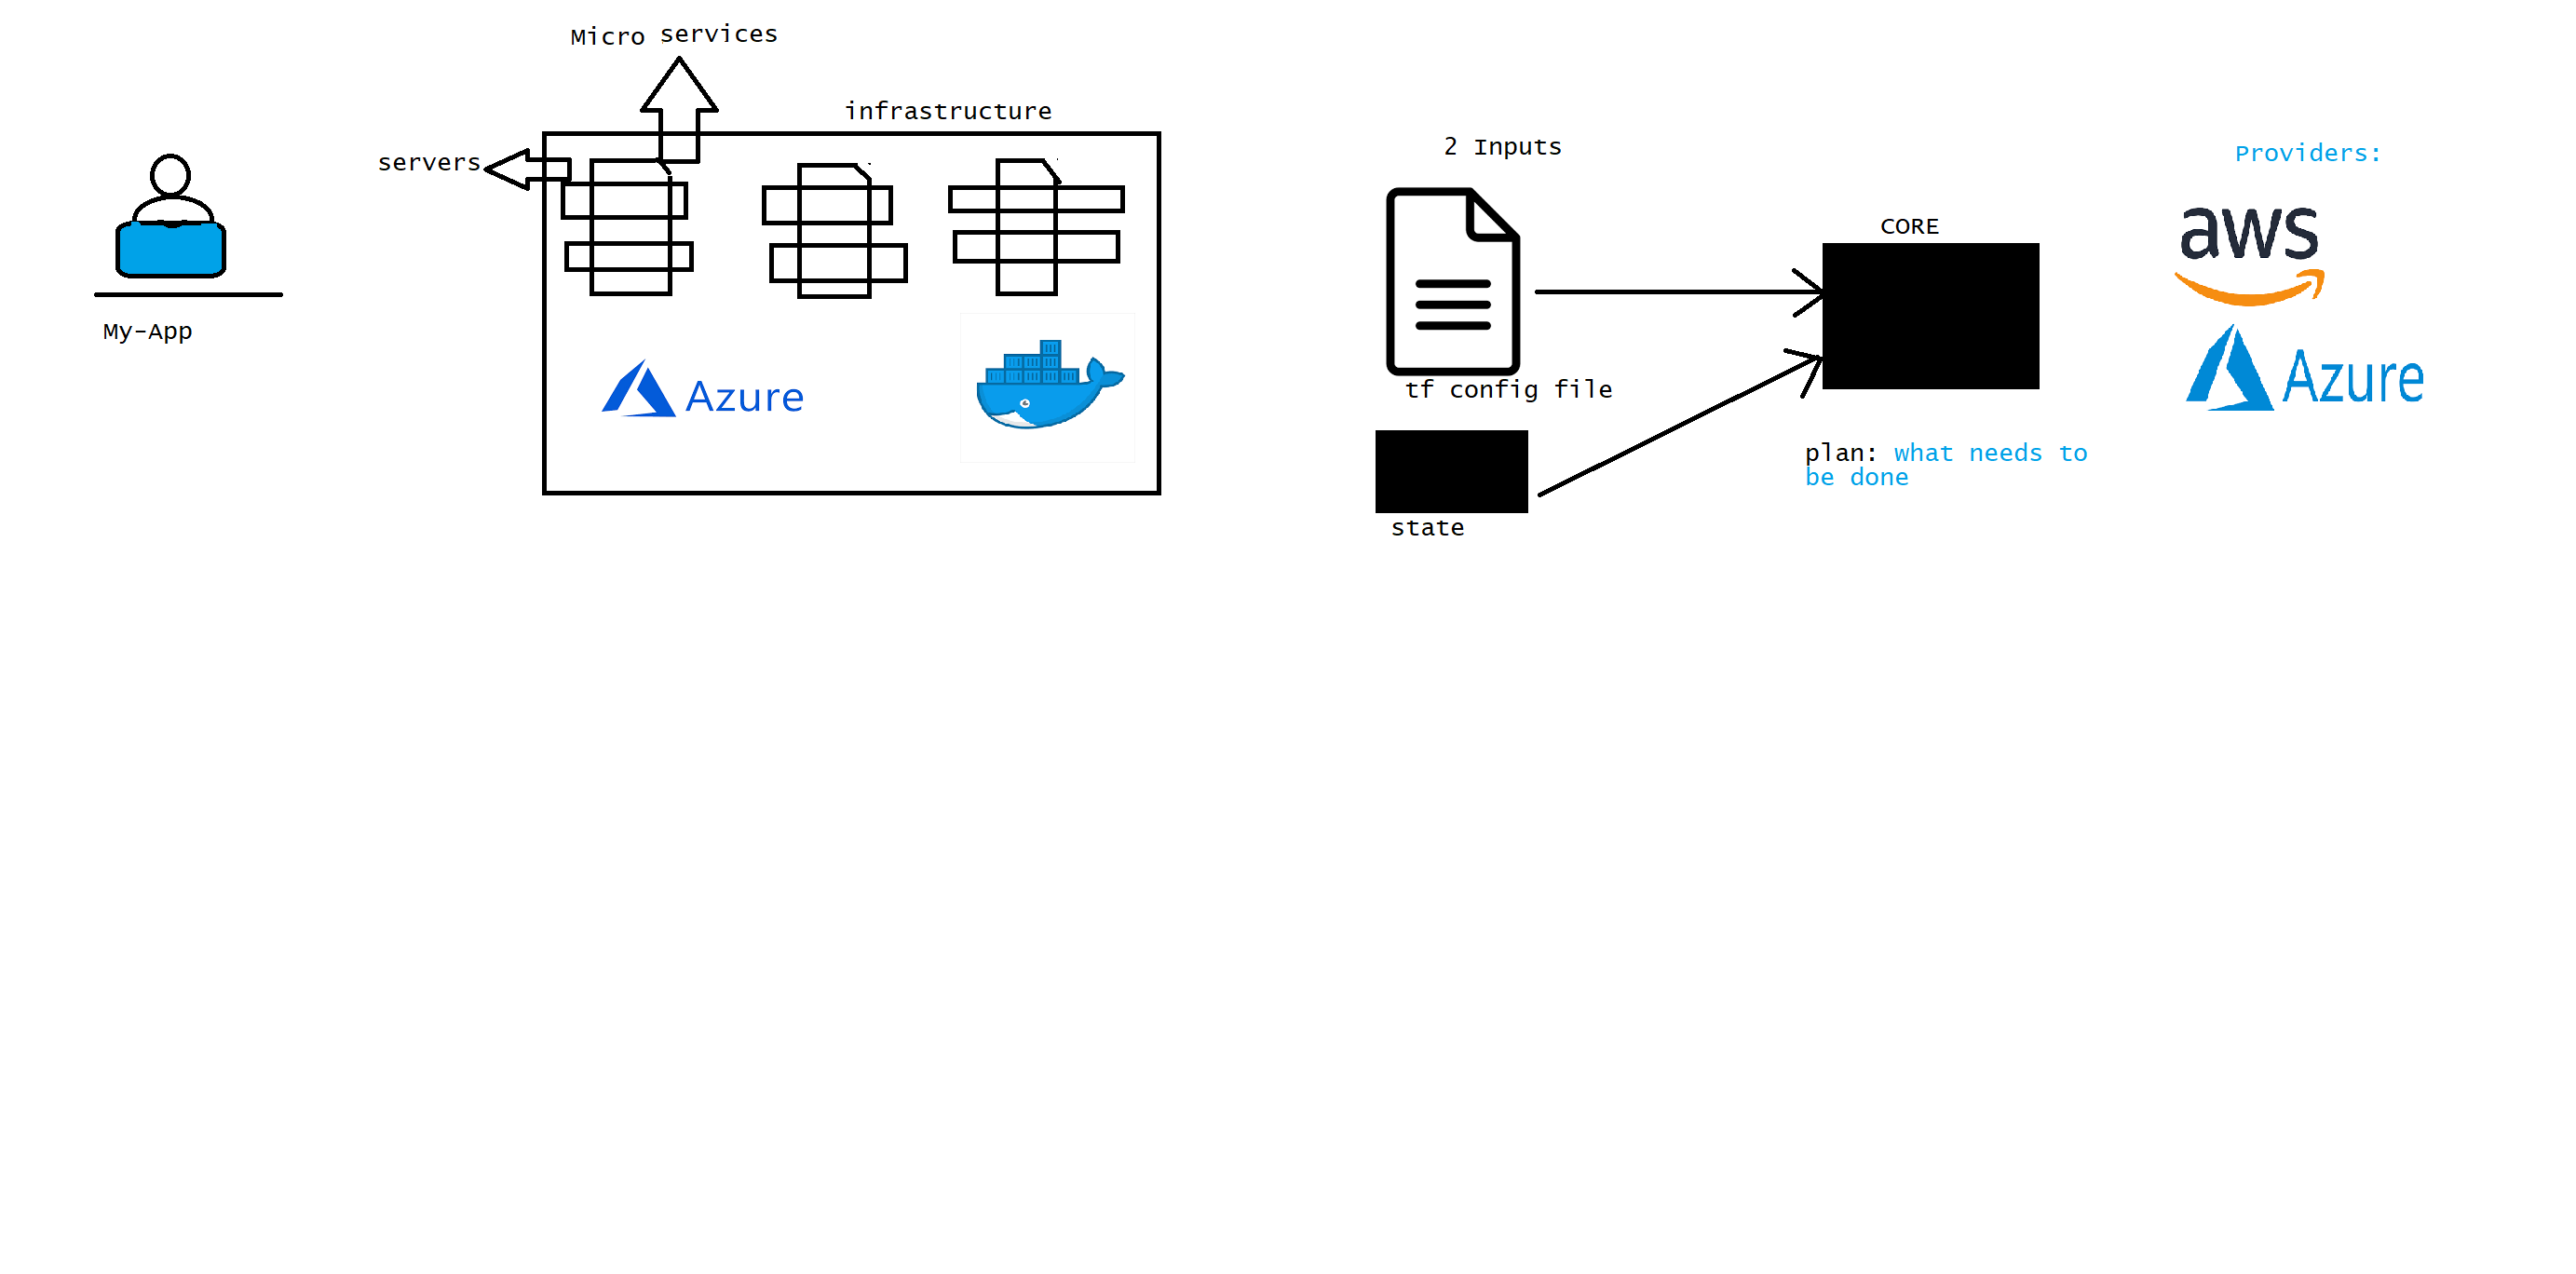 Micro services
infrastructure
servers
My-App
Azure
2 Inputs
tf config file
state
CORE
plan: what needs to
be done
Providers:
aws
Azure